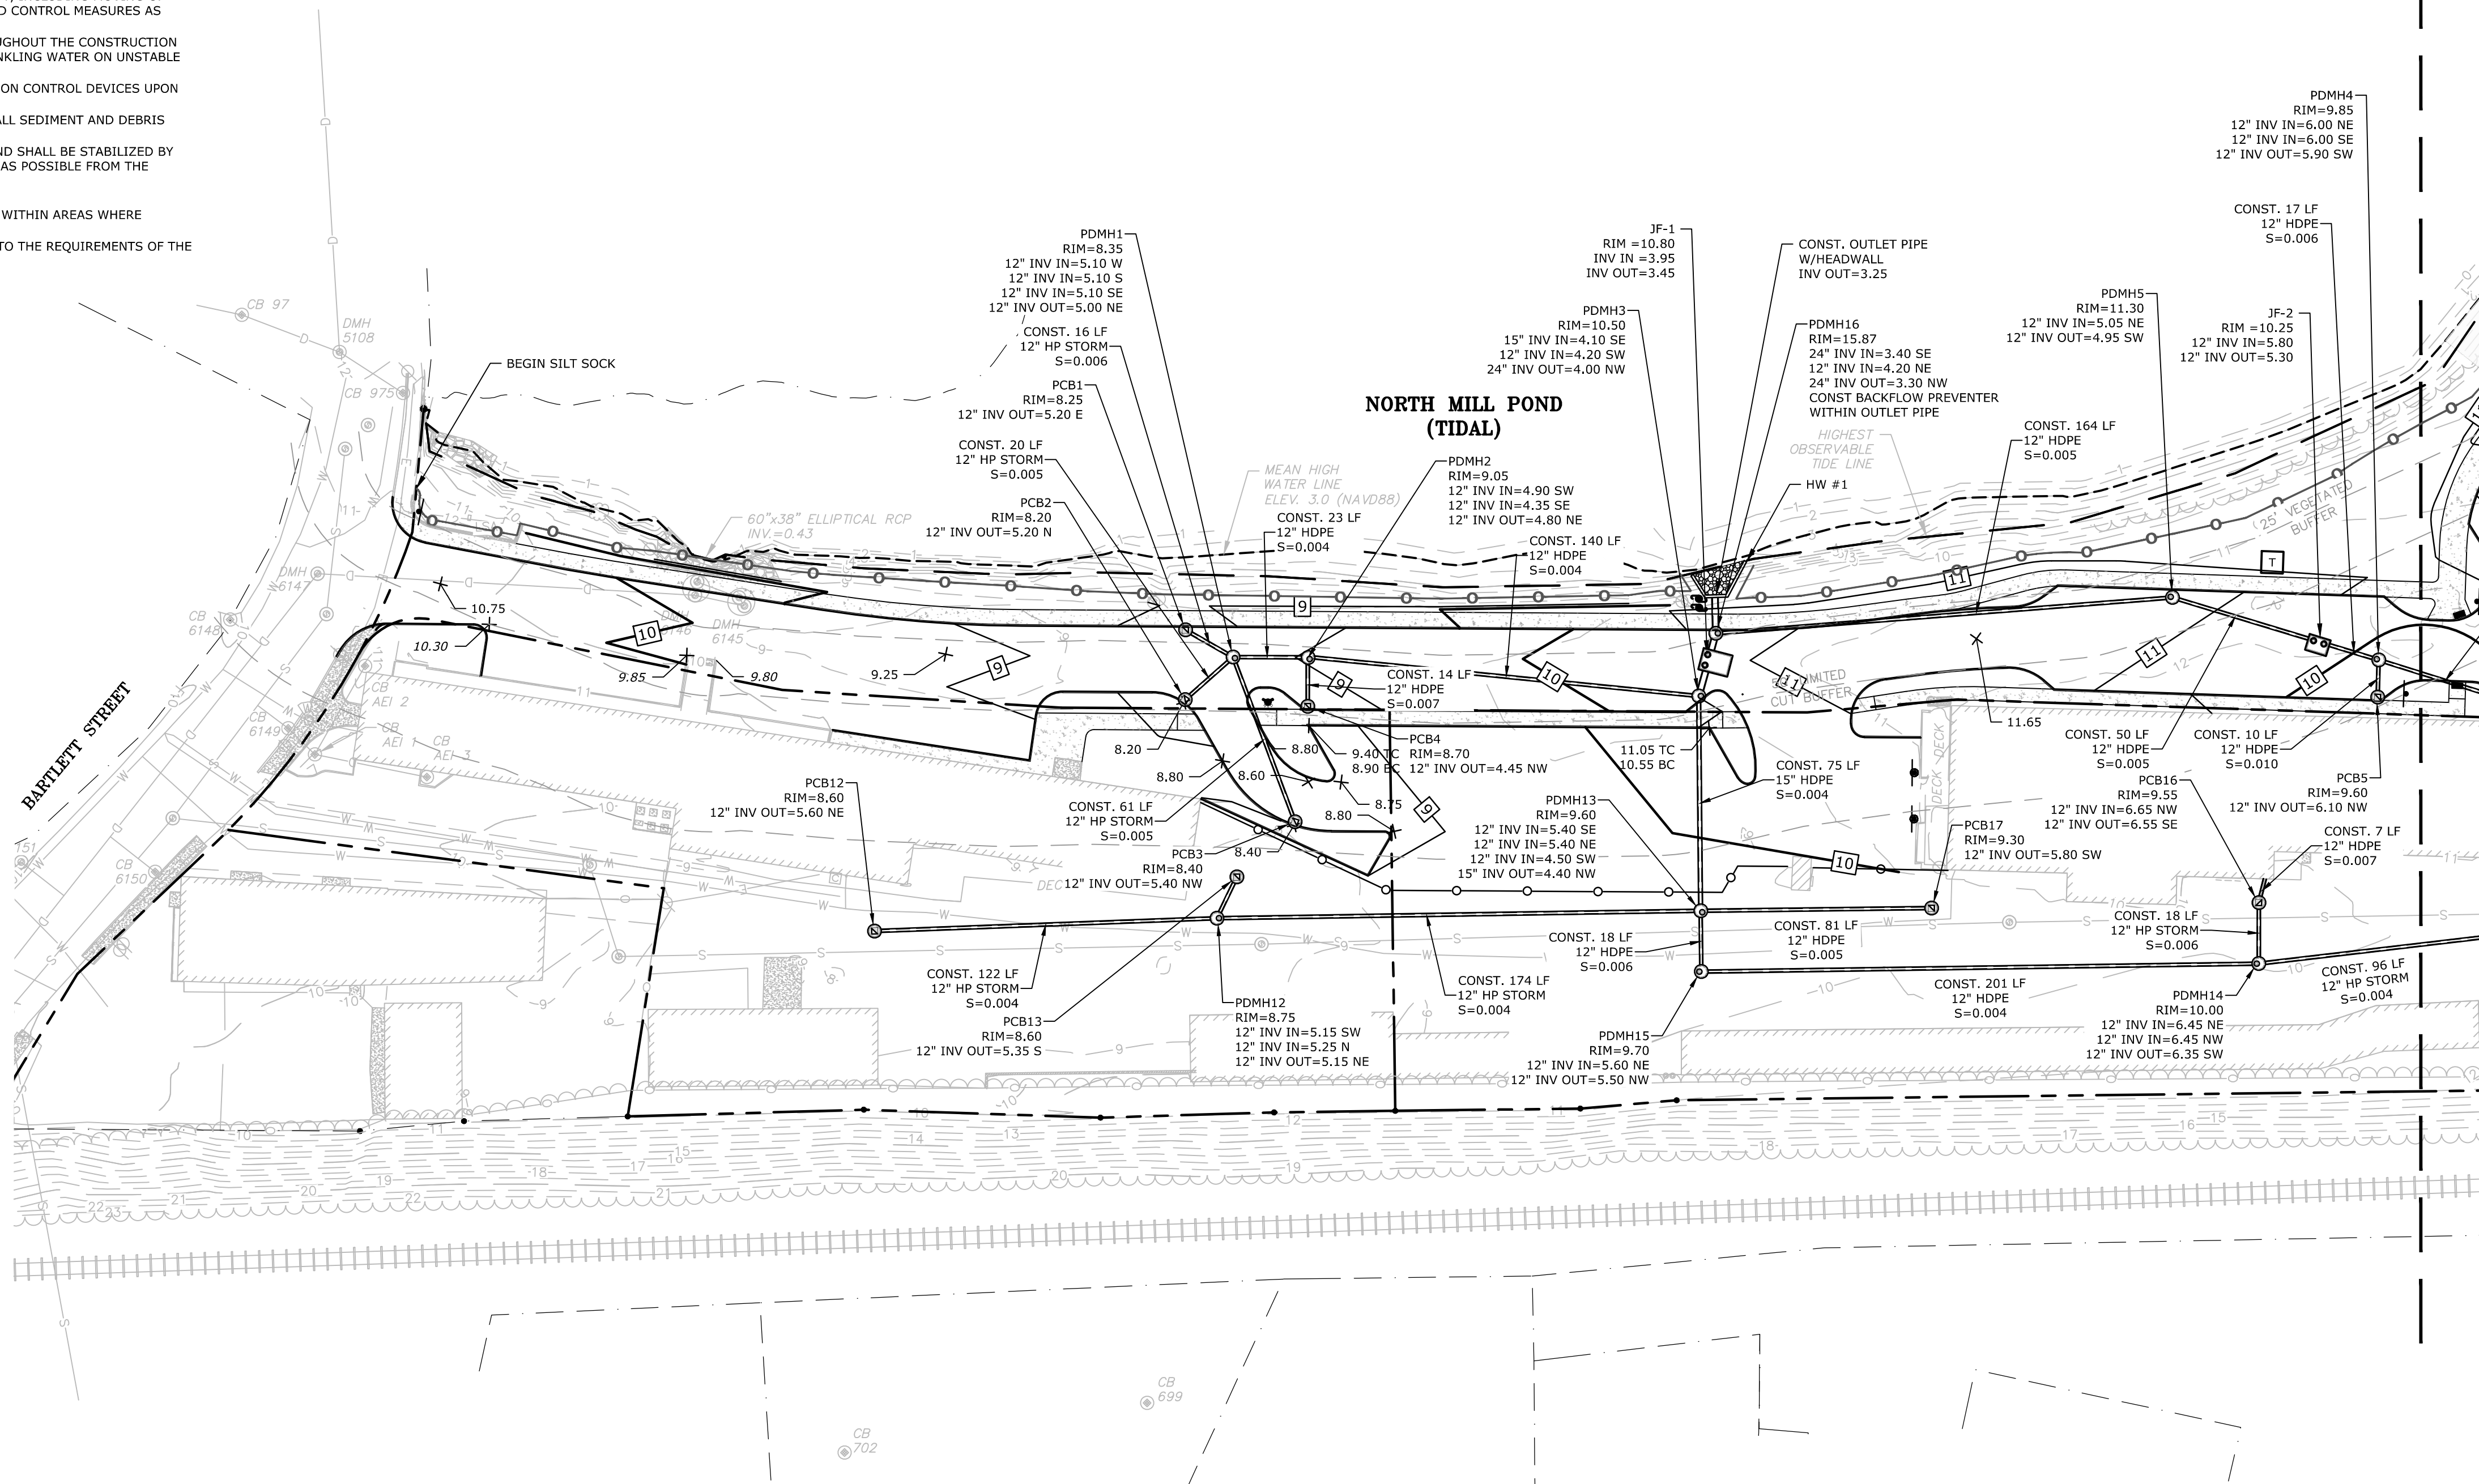 D CONTROL MEASURES AS
UGHOUT THE CONSTRUCTION
NKLING WATER ON UNSTABLE
ON CONTROL DEVICES UPON
ALL SEDIMENT AND DEBRIS
ND SHALL BE STABILIZED BY
AS POSSIBLE FROM THE
WITHIN AREAS WHERE
TO THE REQUIREMENTS OF THE
PDMH4
RIM=9.85
12" INV IN=6.00 NE
12" INV IN=6.00 SE
12" INV OUT=5.90 SW
CONST. 17 LF
12" HDPE
S=0.006
PDMH1
RIM=8.35
12" INV IN=5.10 W
12" INV IN=5.10 S
12" INV IN=5.10 SE
12" INV OUT=5.00 NE
CONST. 16 LF
12" HP STORM
S=0.006
PCB1
RIM=8.25
12" INV OUT=5.20 E
CONST. 20 LF
12" HP STORM
S=0.005
PCB2
RIM=8.20
12" INV OUT=5.20 N
JF-1
RIM =10.80
INV IN =3.95
INV OUT=3.45
CONST. OUTLET PIPE
W/HEADWALL
INV OUT=3.25
PDMH3
RIM=10.50
15" INV IN=4.10 SE
12" INV IN=4.20 SW
24" INV OUT=4.00 NW
PDMH16
RIM=15.87
24" INV IN=3.40 SE
12" INV IN=4.20 NE
24" INV OUT=3.30 NW
CONST BACKFLOW PREVENTER
WITHIN OUTLET PIPE
PDMH5
RIM=11.30
12" INV IN=5.05 NE
12" INV OUT=4.95 SW
JF-2
RIM =10.25
12" INV IN=5.80
12" INV OUT=5.30
CB 97
DMH
5108
CB 975
BEGIN SILT SOCK
NORTH MILL POND
(TIDAL)
HIGHEST
OBSERVABLE
TIDE LINE
CONST. 164 LF
12" HDPE
S=0.005
HW #1
MEAN HIGH
WATER LINE
ELEV. 3.0 (NAVD88)
PDMH2
RIM=9.05
12" INV IN=4.90 SW
12" INV IN=4.35 SE
12" INV OUT=4.80 NE
CONST. 23 LF
12" HDPE
S=0.004
CONST. 140 LF
12" HDPE
S=0.004
60"x38" ELLIPTICAL RCP
INV.=0.43
25' VEGETATED
BUFFER
T
DMH
6147
CB
6148
10.75
10.30
10
DMH
6145
9.85
9.80
9.25
9
9
9
10
11
11
11
10
LIMITED
CUT BUFFER
CONST. 14 LF
12" HDPE
S=0.007
PCB4
RIM=8.70
12" INV OUT=4.45 NW
9.40 TC
8.90 BC
8.20
8.80
8.80
8.60
8.75
8.80
8.40
9
11.05 TC
10.55 BC
11.65
CB
AEI 2
CB
AEI 1
CB
AEI 3
CB
6149
CB
6150
151
BARTLETT STREET
PCB12
RIM=8.60
12" INV OUT=5.60 NE
CONST. 61 LF
12" HP STORM
S=0.005
PCB3
RIM=8.40
12" INV OUT=5.40 NW
PDMH13
RIM=9.60
12" INV IN=5.40 SE
12" INV IN=5.40 NE
12" INV IN=4.50 SW
15" INV OUT=4.40 NW
CONST. 75 LF
15" HDPE
S=0.004
DECK
DECK
PCB17
RIM=9.30
12" INV OUT=5.80 SW
10
CONST. 50 LF
12" HDPE
S=0.005
CONST. 10 LF
12" HDPE
S=0.010
PCB16
RIM=9.55
12" INV IN=6.65 NW
12" INV OUT=6.55 SE
PCB5
RIM=9.60
12" INV OUT=6.10 NW
CONST. 7 LF
12" HDPE
S=0.007
CONST. 122 LF
12" HP STORM
S=0.004
PCB13
RIM=8.60
12" INV OUT=5.35 S
PDMH12
RIM=8.75
12" INV IN=5.15 SW
12" INV IN=5.25 N
12" INV OUT=5.15 NE
CONST. 174 LF
12" HP STORM
S=0.004
CONST. 18 LF
12" HDPE
S=0.006
CONST. 81 LF
12" HDPE
S=0.005
CONST. 18 LF
12" HP STORM
S=0.006
PDMH15
RIM=9.70
12" INV IN=5.60 NE
12" INV OUT=5.50 NW
CONST. 201 LF
12" HDPE
S=0.004
PDMH14
RIM=10.00
12" INV IN=6.45 NE
12" INV IN=6.45 NW
12" INV OUT=6.35 SW
CONST. 96 LF
12" HP STORM
S=0.004
CB
699
CB
702